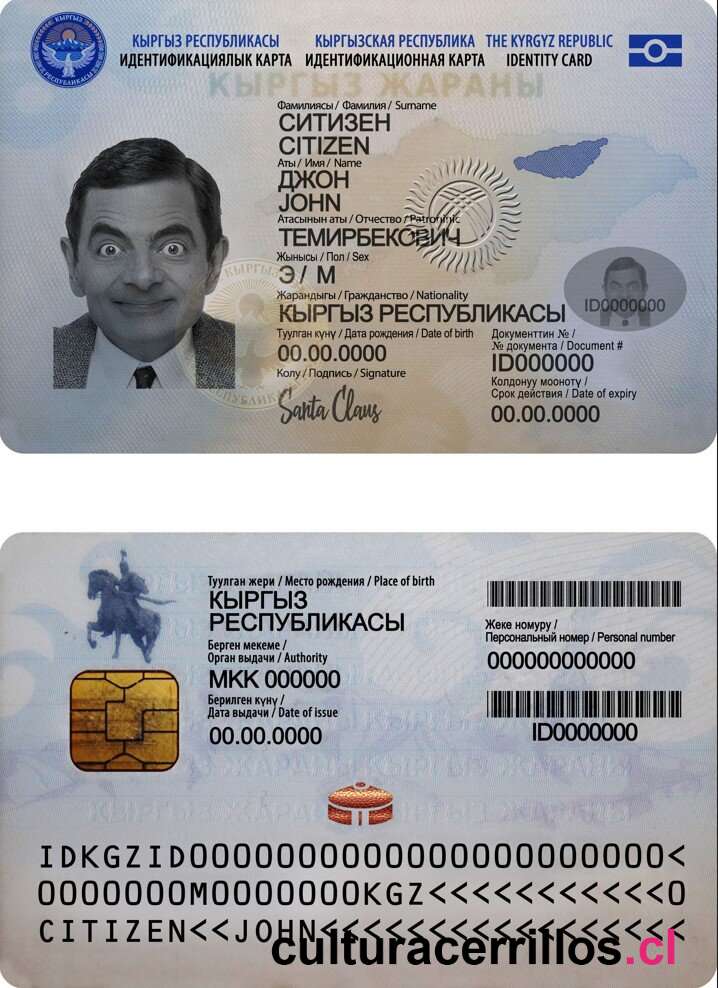 КЫРГЫЗ РЕСПУБЛИКАСЫ КЫРГЫЗСКАЯ РЕСПУБЛИКА THE KYRGYZ REPUBLIC
ИДЕНТИФИКАЦИЯЛЫК КАРТА ИДЕНТИФИКАЦИОННАЯ КАРТА IDENTITY CARD
КЫРГЫЗ ЖАРАНЫ
Фамилиясы / Фамилия / Surname
СИТИЗЕН
CITIZEN
Аты / Имя / Name
ДЖОН
JOHN
Атасынын аты / Отчество / Patronimic
ТЕМИРБЕКОВИЧ
Жынысы / Пол / Sex
Э / М
Жарандыгы / Гражданство / Nationality
КЫРГЫЗ РЕСПУБЛИКАСЫ
ID0000000
Туулган күнү / Дата рождения / Date of birth
00.00.0000
Документтин № /
№ документа / Document #
ID000000
Колу / Подпись / Signature
Santa Claus
Колдонуу мооноту /
Срок действия / Date of expiry
00.00.0000
Туулган жери / Место рождения / Place of birth
КЫРГЫЗ
РЕСПУБЛИКАСЫ
Берген мекеме /
Орган выдачи / Authority
МКК 000000
Берилген күнү /
Дата выдачи / Date of issue
00.00.0000
Жеке номуру /
Персональный номер / Personal number
000000000000
ID0000000
IDKGZID00000000000000000000000<
0000000M0000000KGZ<<<<<<<<<<<0
CITIZEN<<JOHN<<<<<<<<<<<<<<<<<
culturacerrillos.cl